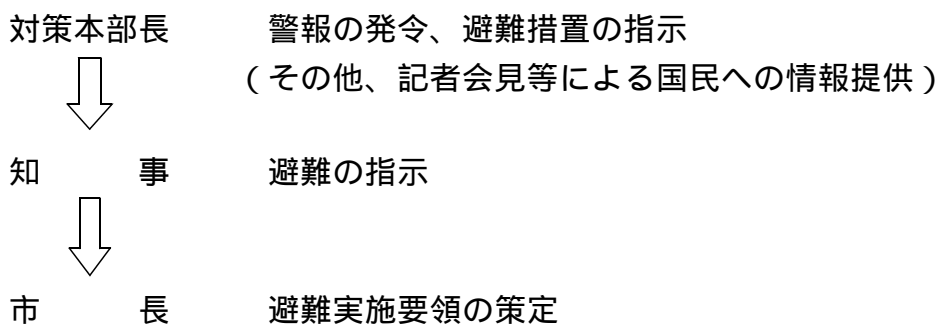 対策本部長　　警報の発令、避難措置の指示
（その他、記者会見等による国民への情報提供）
知　　　事　　避難の指示
市　　　長　　避難実施要領の策定